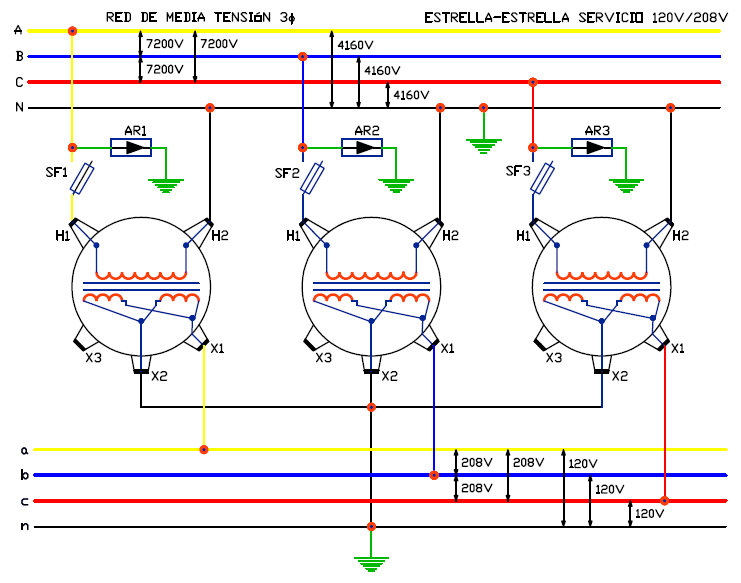 RED DE MEDIA TENSIóN 3ϕ
ESTRELLA-ESTRELLA SERVICIO 120V/208V
A
7200V
7200V
4160V
B
7200V
4160V
C
4160V
N
AR1
AR2
AR3
SF1
SF2
SF3
H1
H2
H1
H2
H1
H2
X3
X1
X3
X1
X3
X1
X2
X2
X2
a
208V
208V
120V
b
208V
120V
c
120V
n